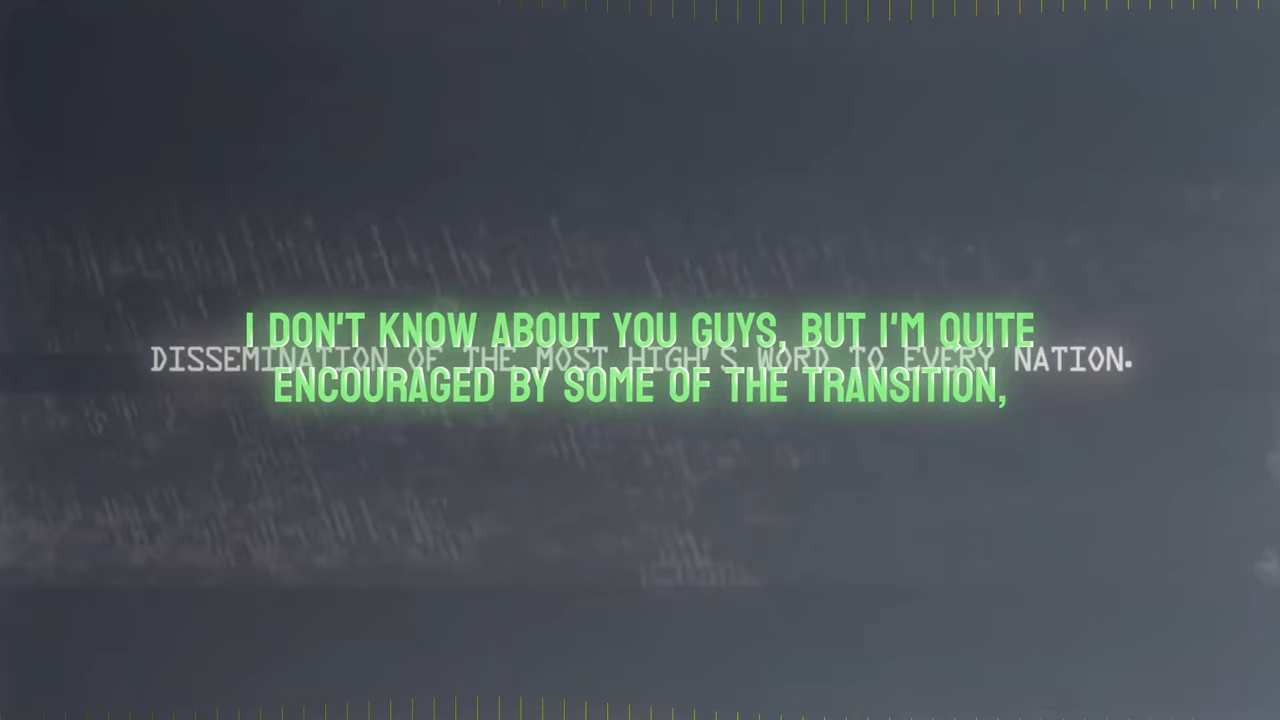 I DON'T KNOW ABOUT YOU GUYS, BUT I'M QUITE
DISSEMINATION OF THE MOST HIGH'S WORD TO EVERY NATION.
ENCOURAGED BY SOME OF THE TRANSITION,